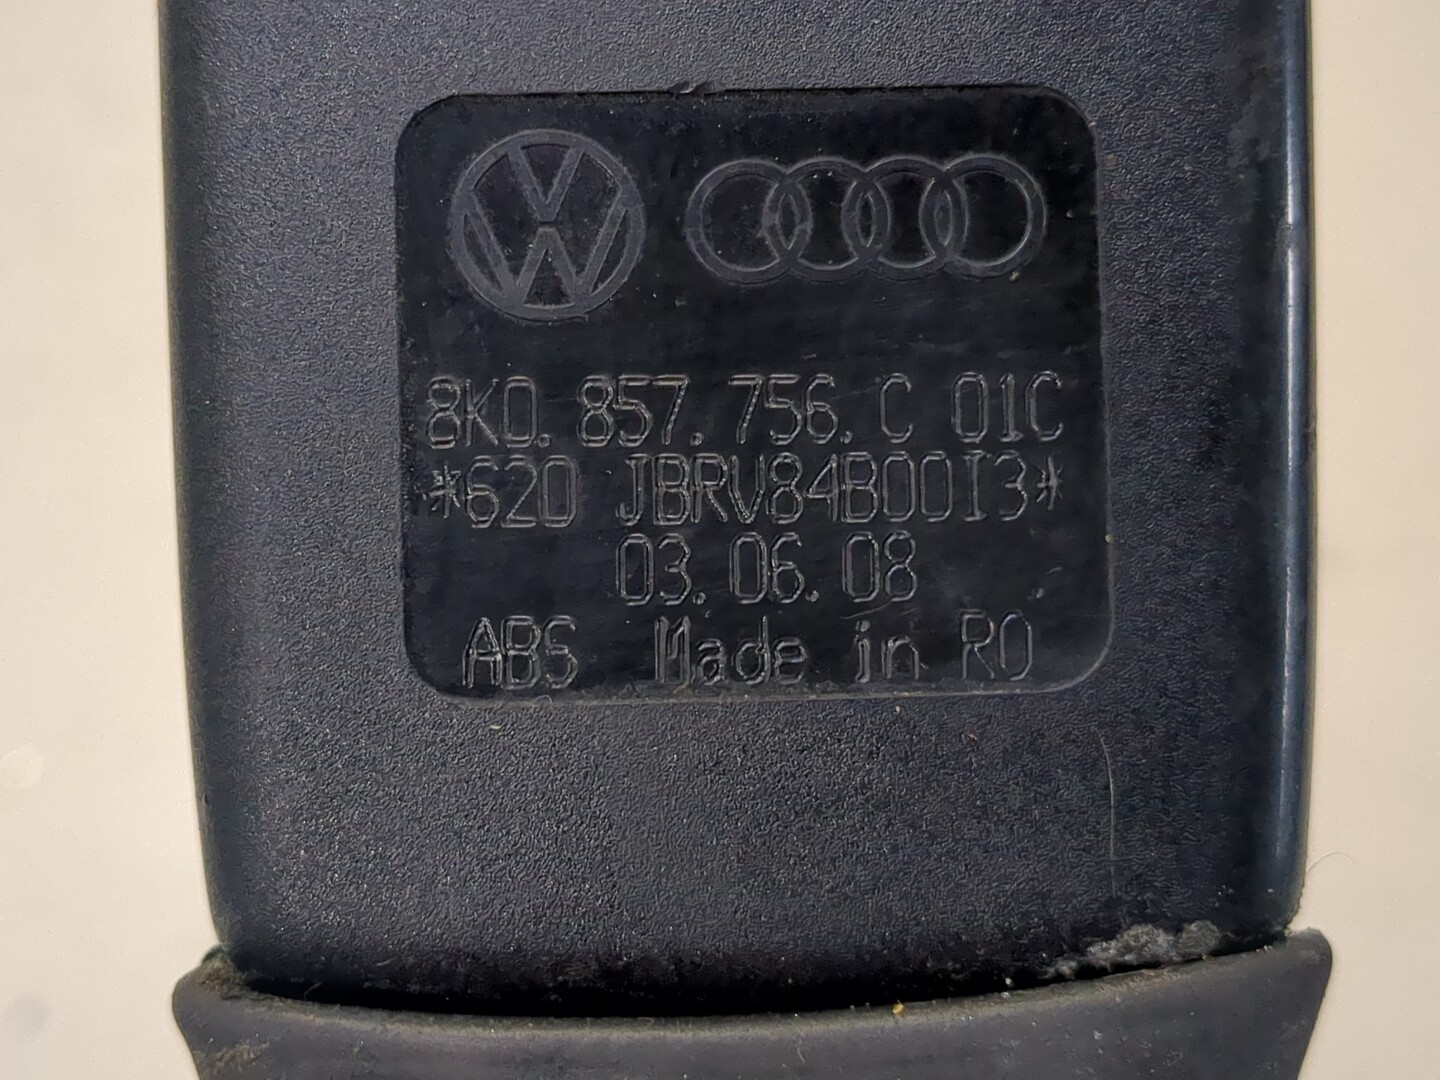 8K0. 857. 756. C 01C
*620 JBRV84B00I3*
03. 06. 08
ABS Made in RO